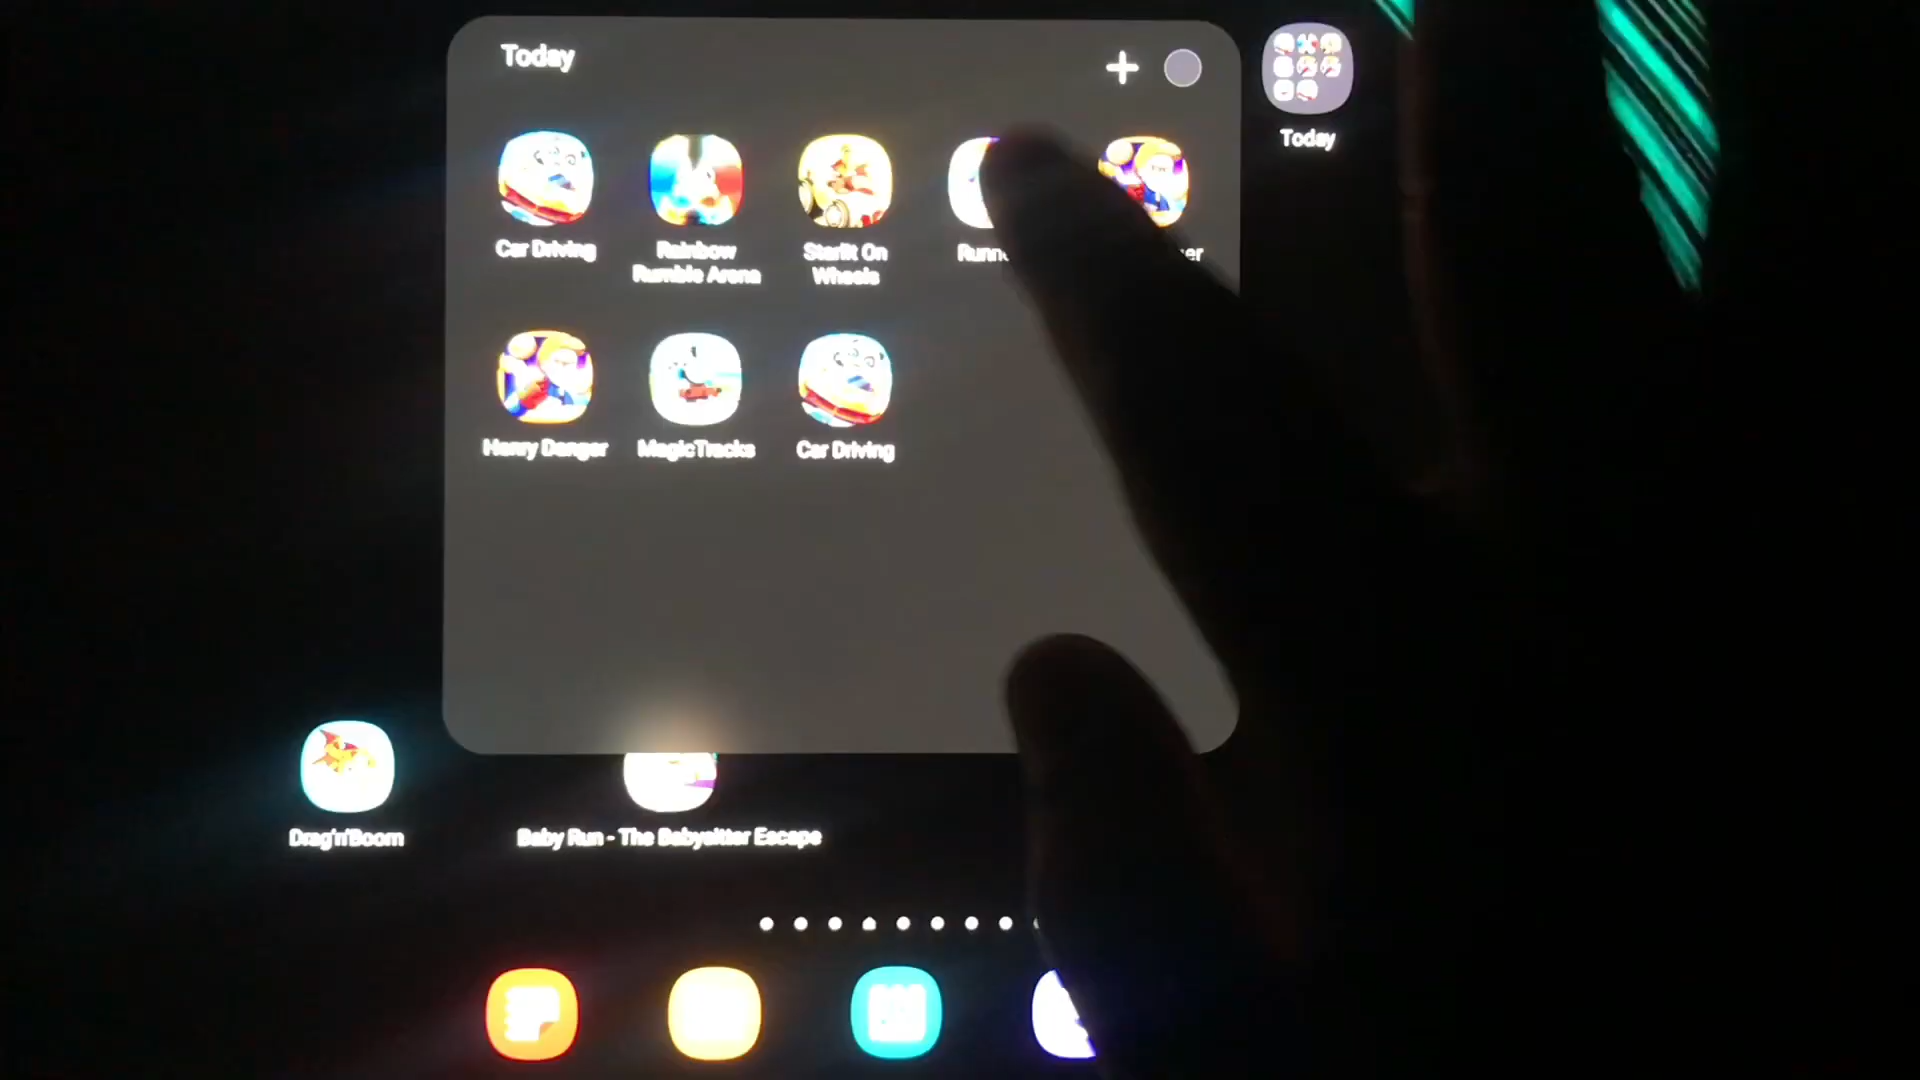 Today
Today
Car Driving
Rainbow
Rumble Arena
Starlit On
Wheels
Henry Danger
MagicTracks
Car Driving
Drag'n'Boom
Baby Run - The Babysitter Escape